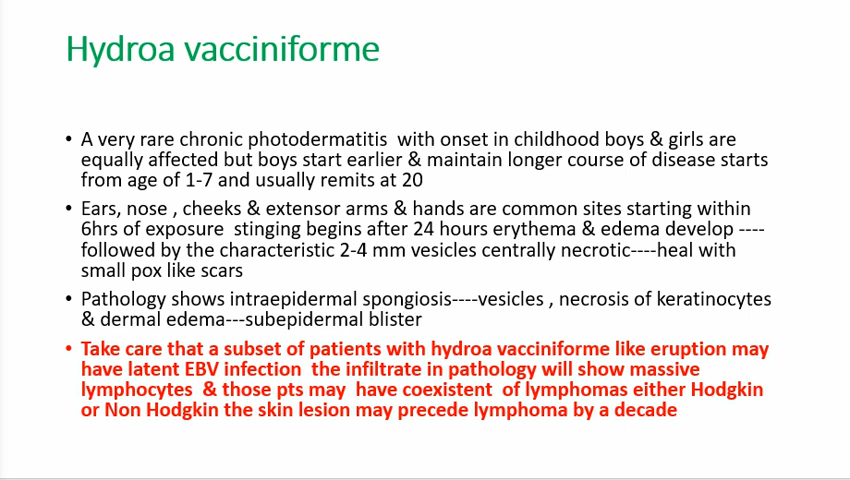 Hydroa vacciniforme
• A very rare chronic photodermatitis with onset in childhood boys & girls are
equally affected but boys start earlier & maintain longer course of disease starts
from age of 1-7 and usually remits at 20
• Ears, nose , cheeks & extensor arms & hands are common sites starting within
6hrs of exposure stinging begins after 24 hours erythema & edema develop ----
followed by the characteristic 2-4 mm vesicles centrally necrotic----heal with
small pox like scars
• Pathology shows intraepidermal spongiosis----vesicles , necrosis of keratinocytes
& dermal edema---subepidermal blister
• Take care that a subset of patients with hydroa vacciniforme like eruption may
have latent EBV infection the infiltrate in pathology will show massive
lymphocytes & those pts may have coexistent of lymphomas either Hodgkin
or Non Hodgkin the skin lesion may precede lymphoma by a decade